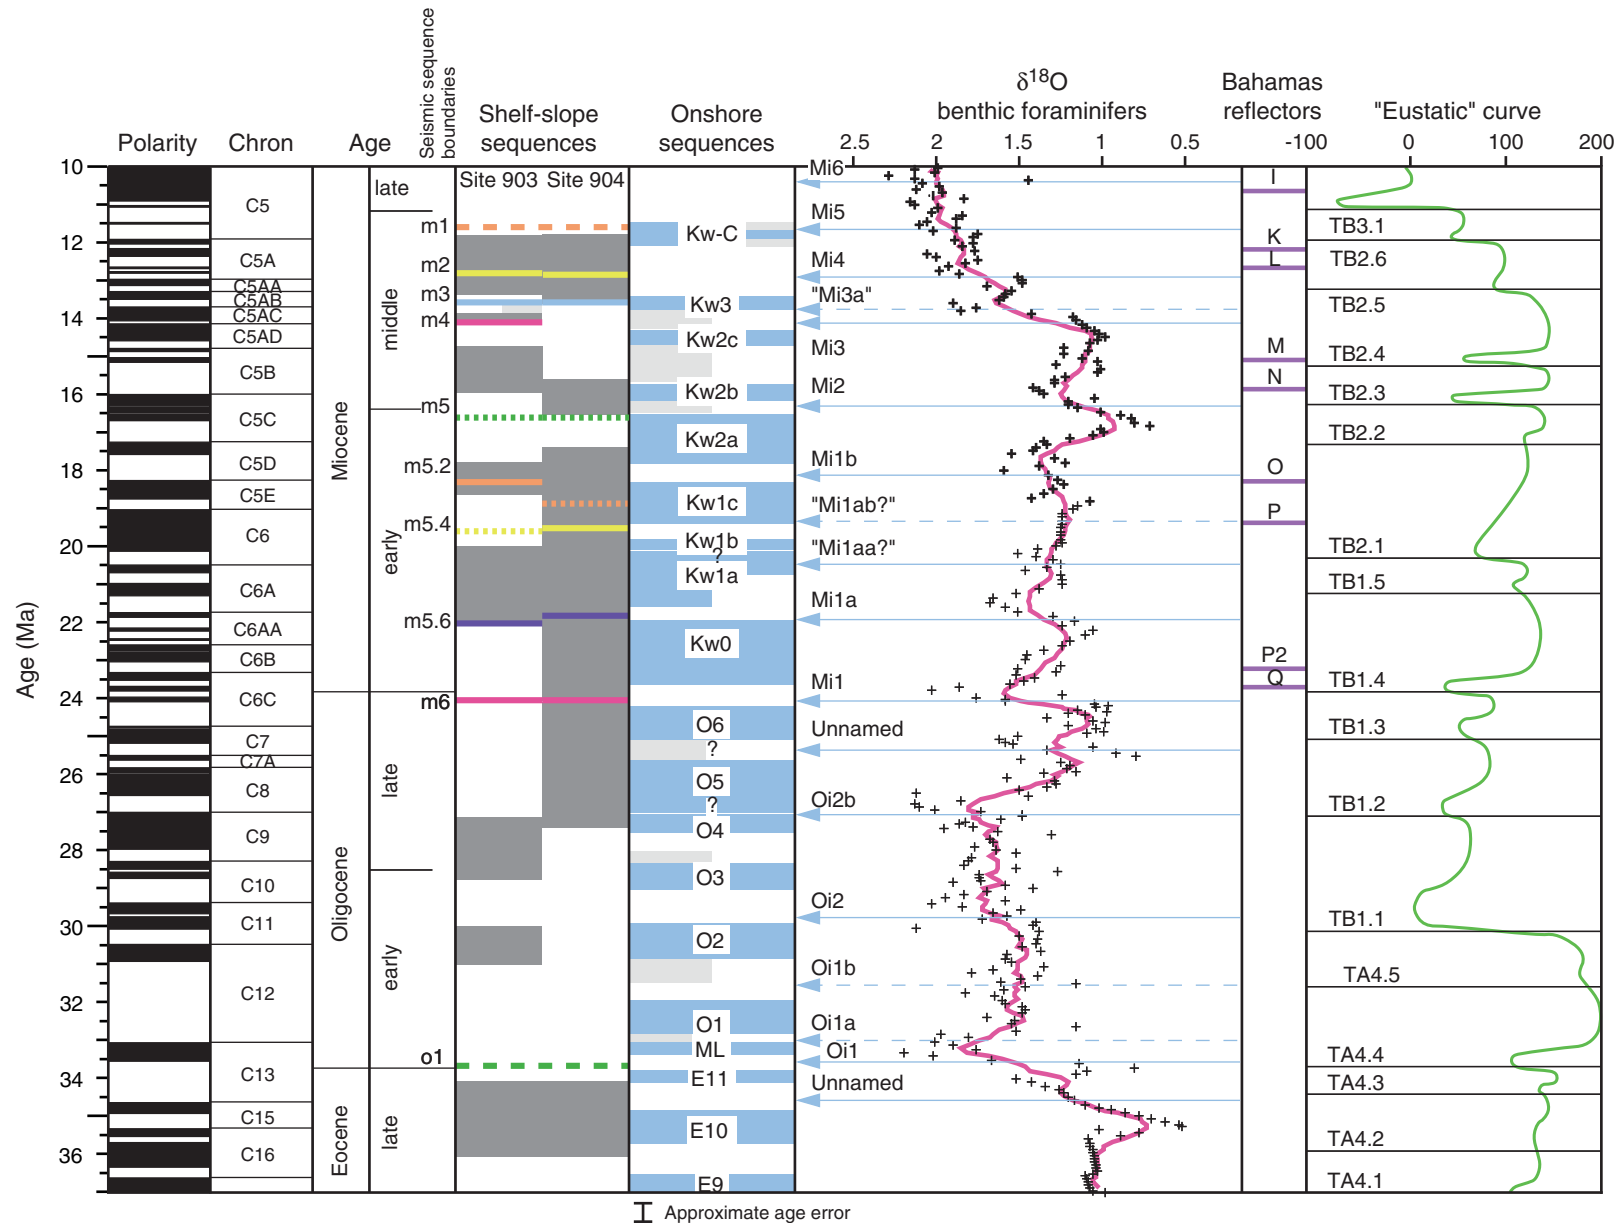 Seismic sequence
boundaries
δ18O
benthic foraminifers
Bahamas
reflectors
"Eustatic" curve
Shelf-slope
sequences
Onshore
sequences
Polarity
Chron
Age
2.5 2 1.5 1 0.5
-100 0 100 200
Site 903 Site 904
Age (Ma)
10
12
14
16
18
20
22
24
26
28
30
32
34
36
C5
C5A
C5AA
C5AB
C5AC
C5AD
C5B
C5C
C5D
C5E
C6
C6A
C6AA
C6B
C6C
C7
C7A
C8
C9
C10
C11
C12
C13
C15
C16
Miocene
Oligocene
Eocene
late
middle
early
late
early
late
m1
m2
m3
m4
m5
m5.2
m5.4
m5.6
m6
o1
Kw-C
Kw3
Kw2c
Kw2b
Kw2a
Kw1c
Kw1b
?
Kw1a
Kw0
O6
?
O5
?
O4
O3
O2
O1
ML
E11
E10
E9
Mi6
Mi5
Mi4
"Mi3a"
Mi3
Mi2
Mi1b
"Mi1ab?"
"Mi1aa?"
Mi1a
Mi1
Unnamed
Oi2b
Oi2
Oi1b
Oi1a
Oi1
Unnamed
I
K
L
M
N
O
P
P2
Q
TB3.1
TB2.6
TB2.5
TB2.4
TB2.3
TB2.2
TB2.1
TB1.5
TB1.4
TB1.3
TB1.2
TB1.1
TA4.5
TA4.4
TA4.3
TA4.2
TA4.1
Approximate age error